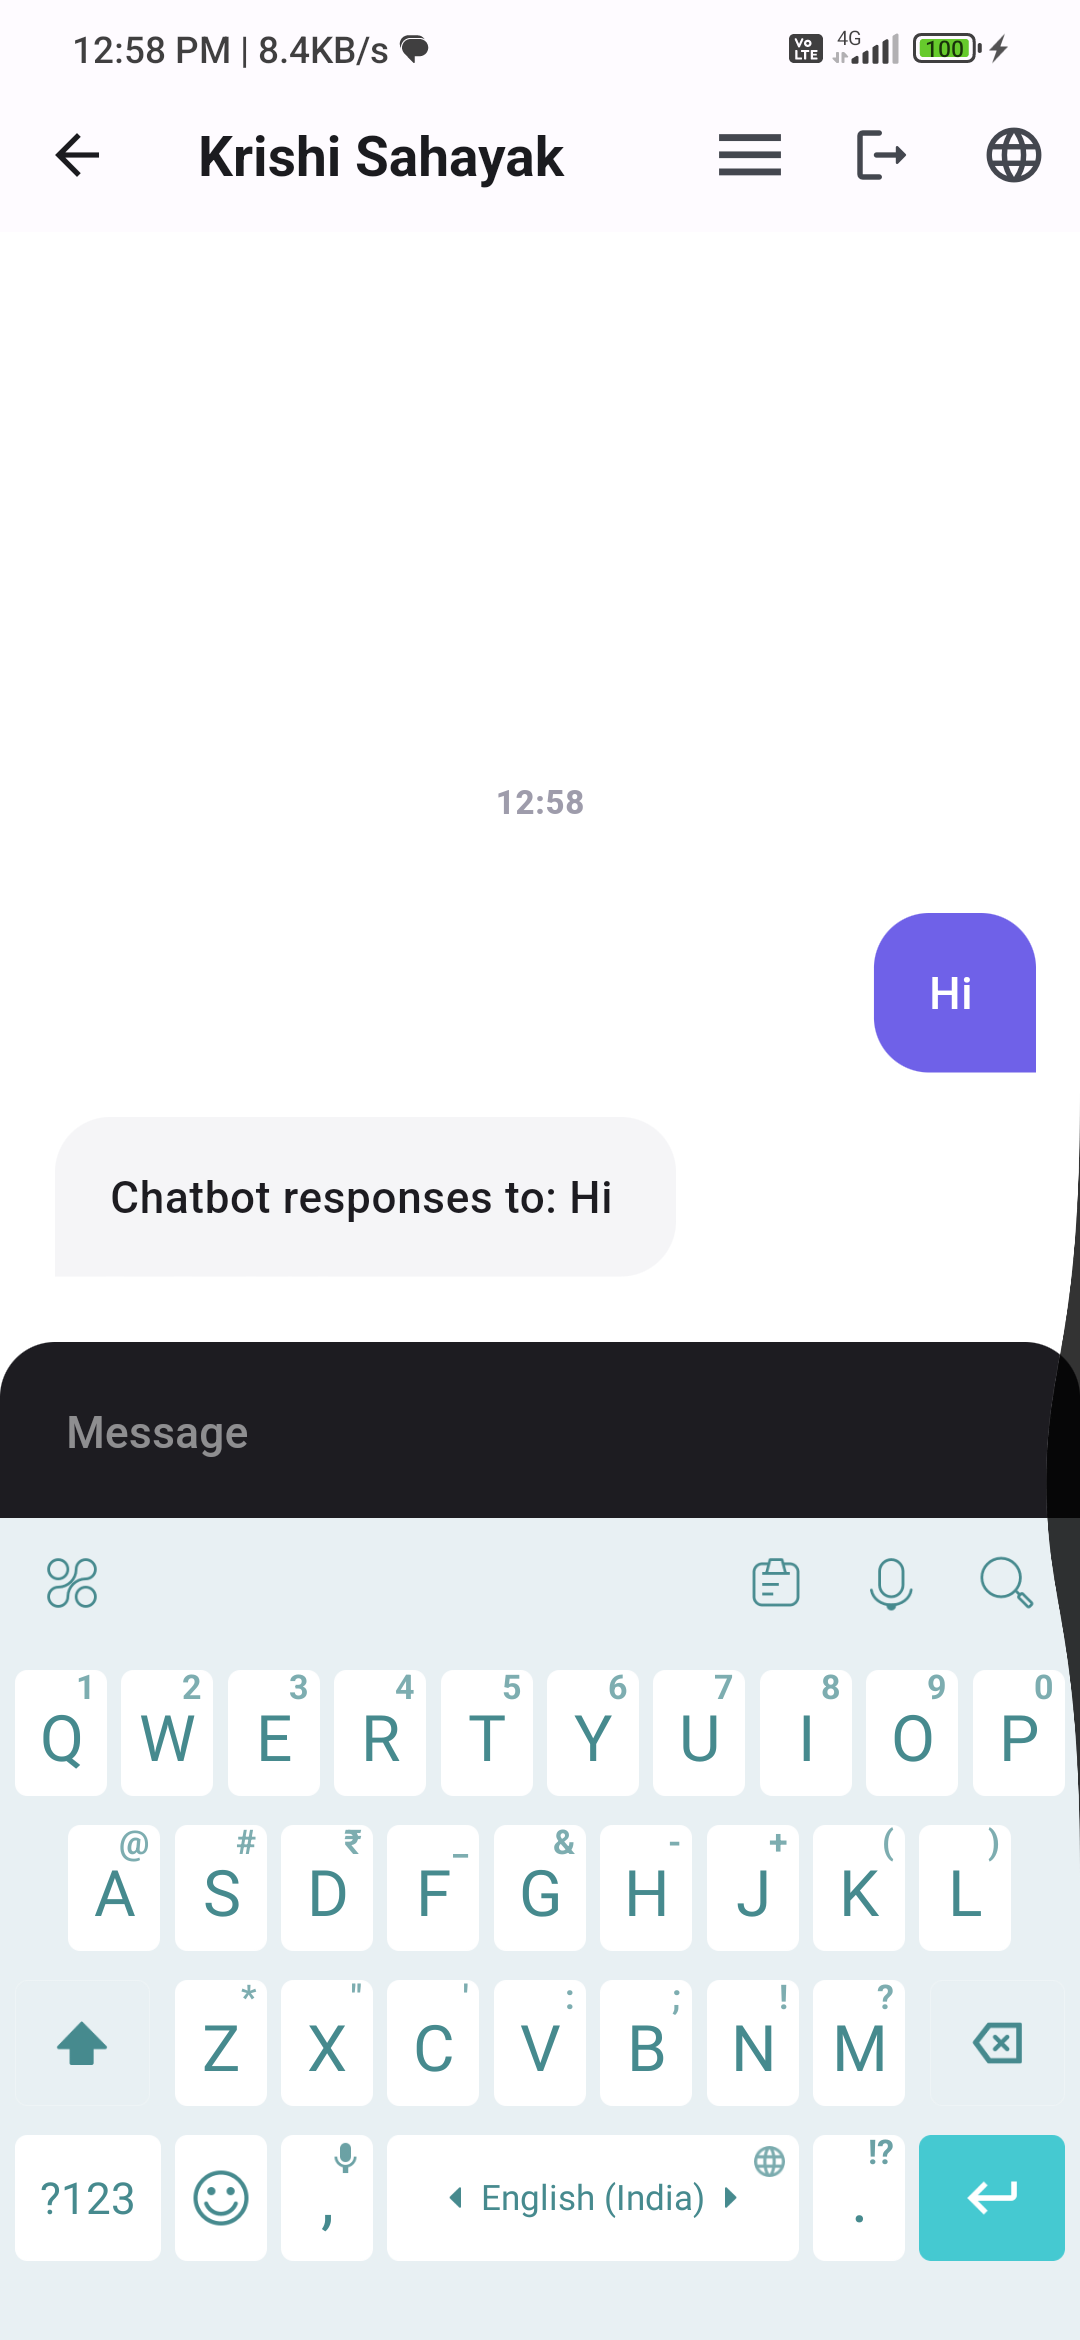 12:58 PM | 8.4KB/s
Vo LTE 4G 100
Krishi Sahayak
12:58
Hi
Chatbot responses to: Hi
Message
1 2 3 4 5 6 7 8 9 0
Q W E R T Y U I O P
@ # ₹ _ & - + ( )
A S D F G H J K L
* " ' : ; ! ?
Z X C V B N M
!?
?123 , English (India) .